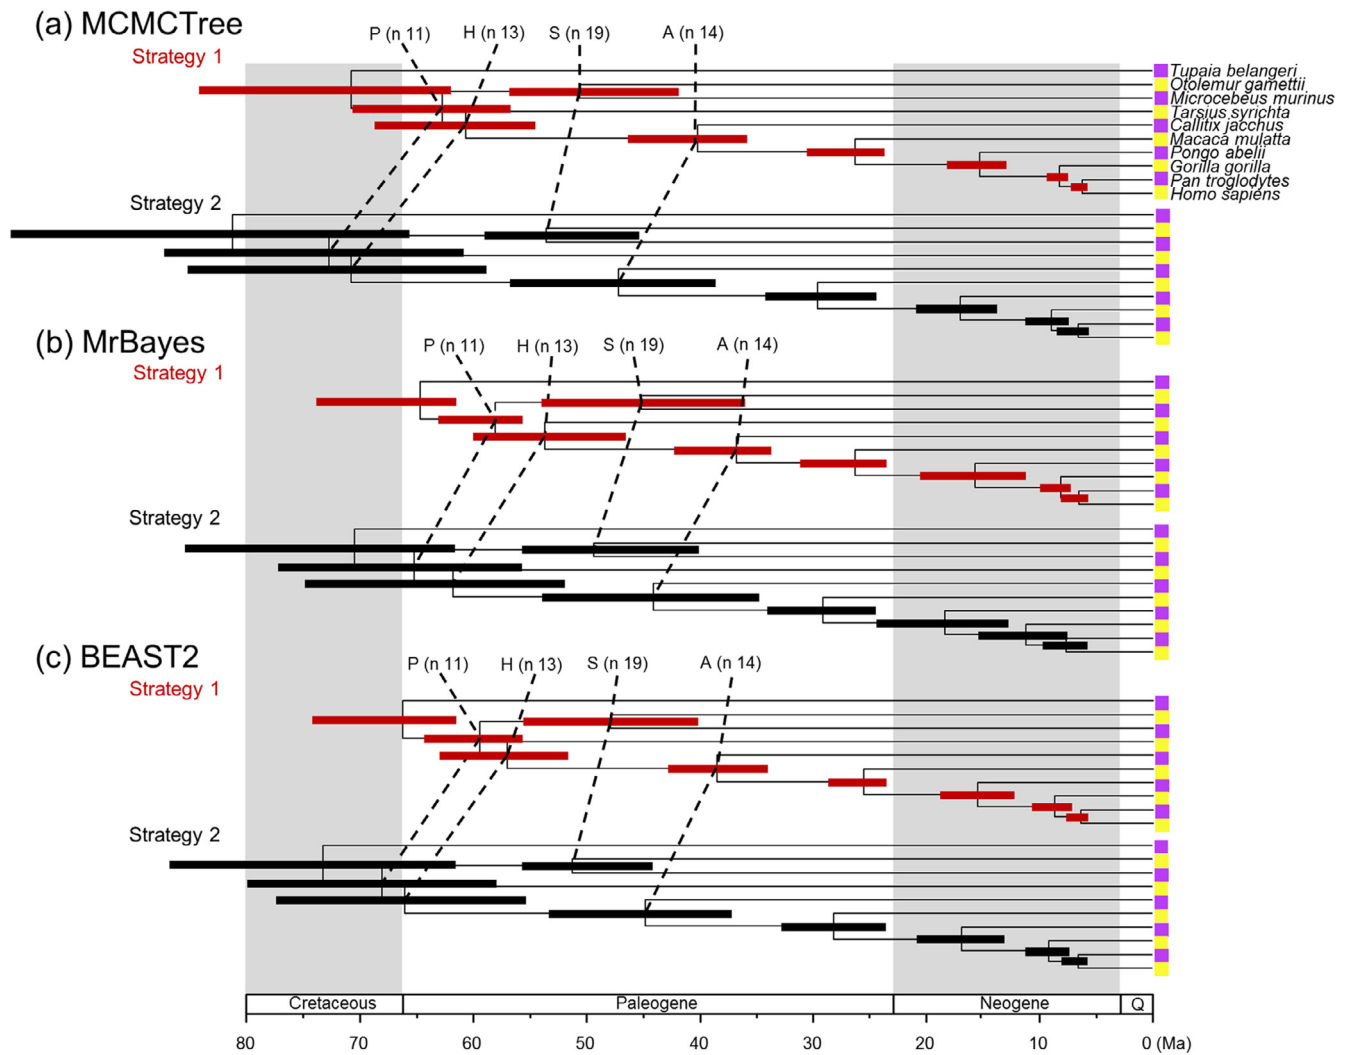 (a) MCMCTree
P (n 11) H (n 13) S (n 19) A (n 14)
Strategy 1
Tupaia belangeri
Otolemur gamettii
Microcebeus murinus
Tarsius syrichta
Callitix jacchus
Macaca mulatta
Pongo abelii
Gorilla gorilla
Pan troglodytes
Homo sapiens
Strategy 2
(b) MrBayes
P (n 11) H (n 13) S (n 19) A (n 14)
Strategy 1
Strategy 2
(c) BEAST2
P (n 11) H (n 13) S (n 19) A (n 14)
Strategy 1
Strategy 2
Cretaceous Paleogene Neogene Q
80 70 60 50 40 30 20 10 0 (Ma)